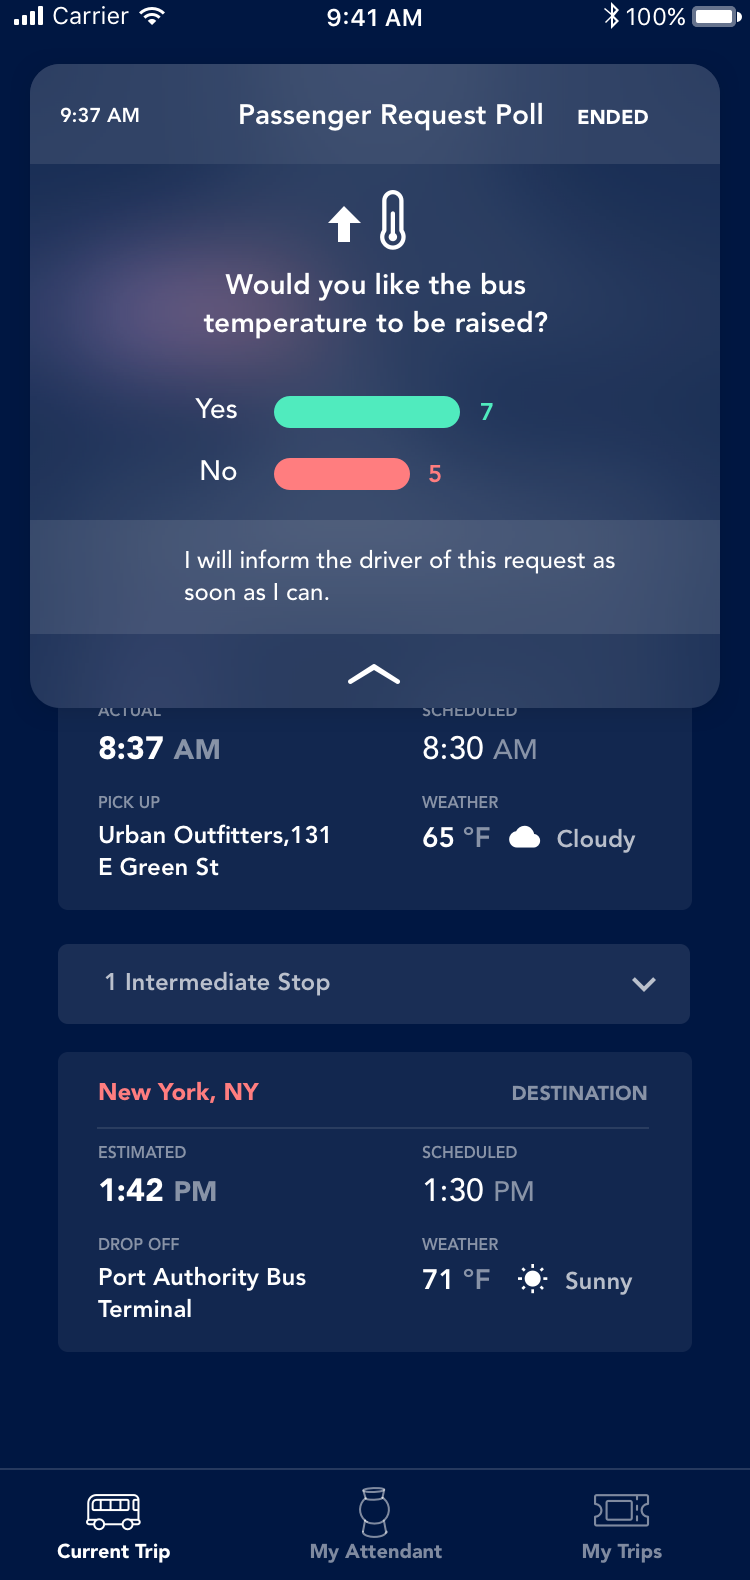 Carrier 9:41 AM 100%
9:37 AM Passenger Request Poll ENDED
Would you like the bus
temperature to be raised?
Yes 7
No 5
I will inform the driver of this request as
soon as I can.
ACTUAL SCHEDULED
8:37 AM 8:30 AM
PICK UP WEATHER
Urban Outfitters,131
E Green St
65 °F Cloudy
1 Intermediate Stop
New York, NY DESTINATION
ESTIMATED SCHEDULED
1:42 PM 1:30 PM
DROP OFF WEATHER
Port Authority Bus
Terminal
71 °F Sunny
Current Trip My Attendant My Trips